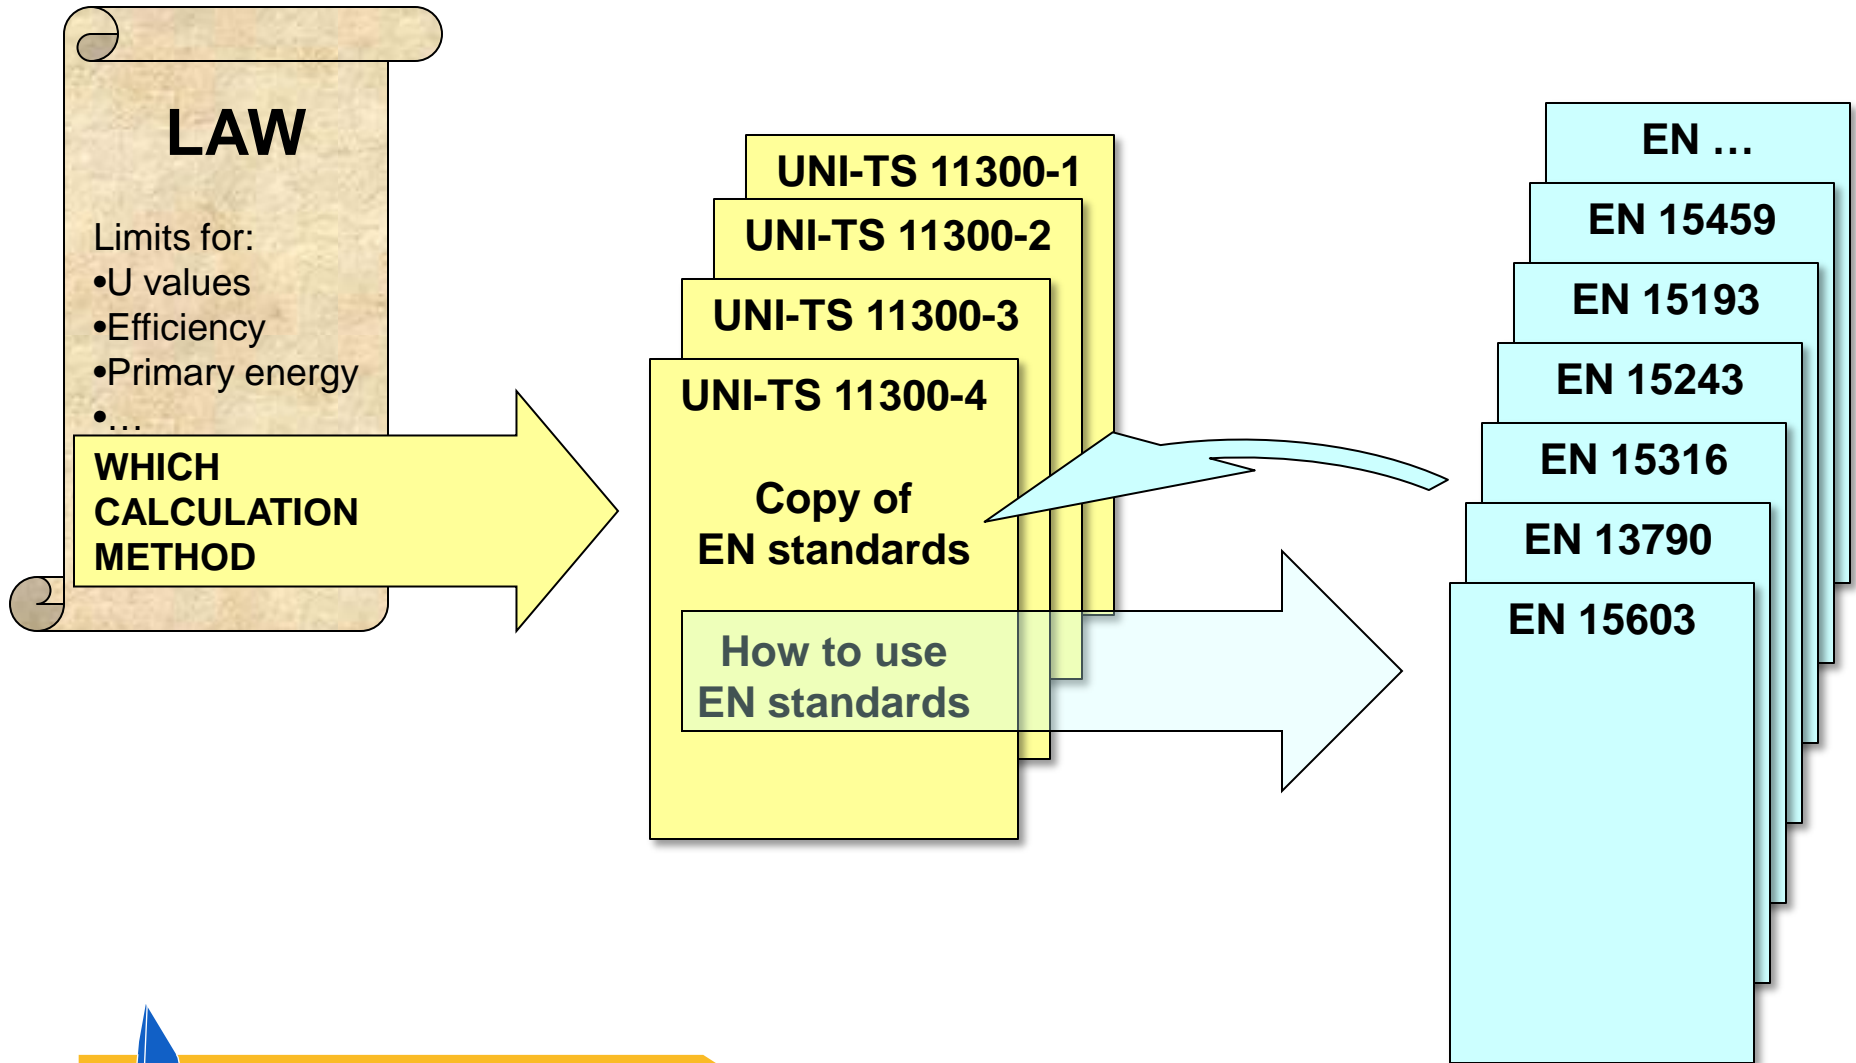 LAW
Limits for:
•U values
•Efficiency
•Primary energy
•…
WHICH
CALCULATION
METHOD
UNI-TS 11300-1
UNI-TS 11300-2
UNI-TS 11300-3
UNI-TS 11300-4
Copy of
EN standards
How to use
EN standards
EN …
EN 15459
EN 15193
EN 15243
EN 15316
EN 13790
EN 15603